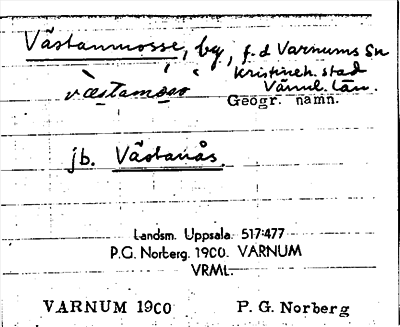 Västanmosse, by, f.d Varnums Sn
Kristineh. stad
Värml. län.
væstamosə
Geogr. namn.
jb. Västanås.
Landsm. Uppsala. 517:477
P.G. Norberg. 1900. VARNUM
VRML.
VARNUM 1900 P. G. Norberg